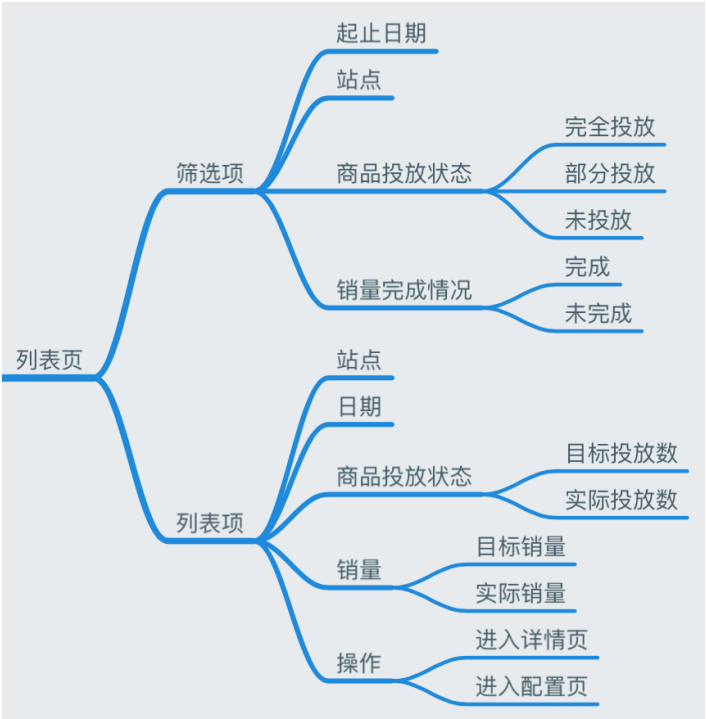 列表页
筛选项
起止日期
站点
商品投放状态
完全投放
部分投放
未投放
销量完成情况
完成
未完成
列表项
站点
日期
商品投放状态
目标投放数
实际投放数
销量
目标销量
实际销量
操作
进入详情页
进入配置页